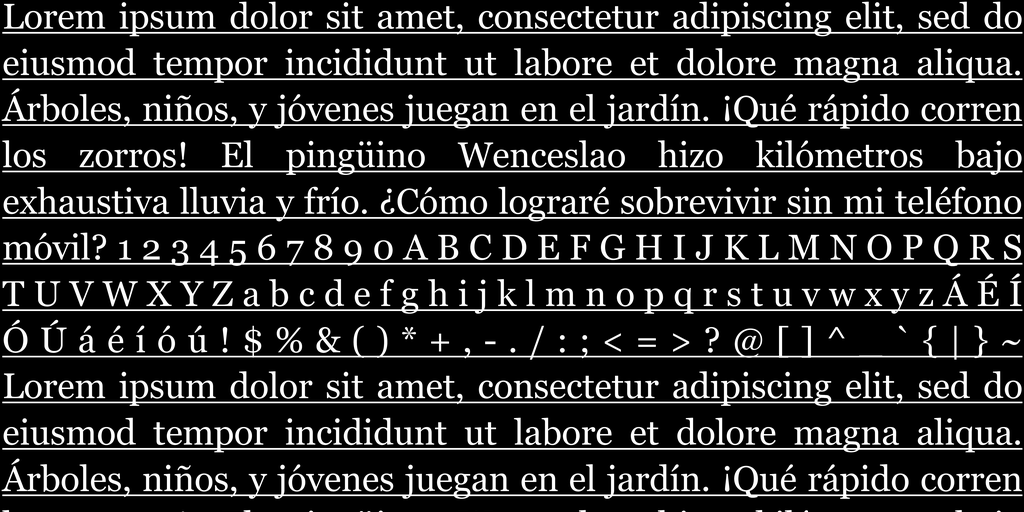 Lorem ipsum dolor sit amet, consectetur adipiscing elit, sed do
eiusmod tempor incididunt ut labore et dolore magna aliqua.
Árboles, niños, y jóvenes juegan en el jardín. ¡Qué rápido corren
los zorros! El pingüino Wenceslao hizo kilómetros bajo
exhaustiva lluvia y frío. ¿Cómo lograré sobrevivir sin mi teléfono
móvil? 1 2 3 4 5 6 7 8 9 0 A B C D E F G H I J K L M N O P Q R S
T U V W X Y Z a b c d e f g h i j k l m n o p q r s t u v w x y z Á É Í
Ó Ú á é í ó ú ! $ % & ( ) * + , - . / : ; < = > ? @ [ ] ^ _ ` { | } ~
Lorem ipsum dolor sit amet, consectetur adipiscing elit, sed do
eiusmod tempor incididunt ut labore et dolore magna aliqua.
Árboles, niños, y jóvenes juegan en el jardín. ¡Qué rápido corren